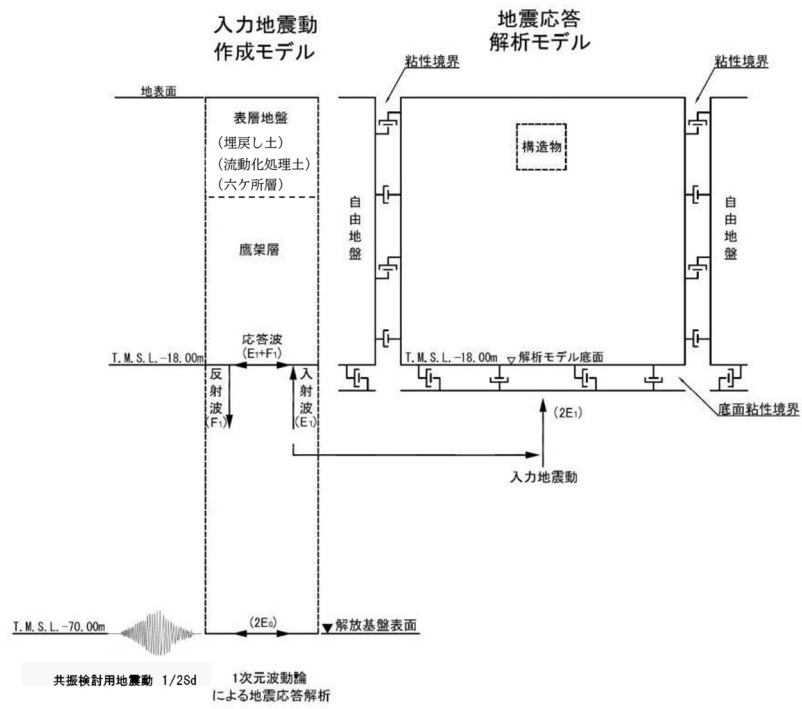 入力地震動
作成モデル
地震応答
解析モデル
粘性境界
粘性境界
地表面
表層地盤
(埋戻し土)
(流動化処理土)
(六ケ所層)
鷹架層
構造物
自由地盤
自由地盤
応答波
(E1+F1)
T.M.S.L.-18.00m
反射波
(F1)
入射波
(E1)
T.M.S.L.-18.00m ▽解析モデル底面
底面粘性境界
(2E1)
入力地震動
T.M.S.L.-70.00m
(2E0)
▼解放基盤表面
共振検討用地震動 1/2Sd
1次元波動論
による地震応答解析